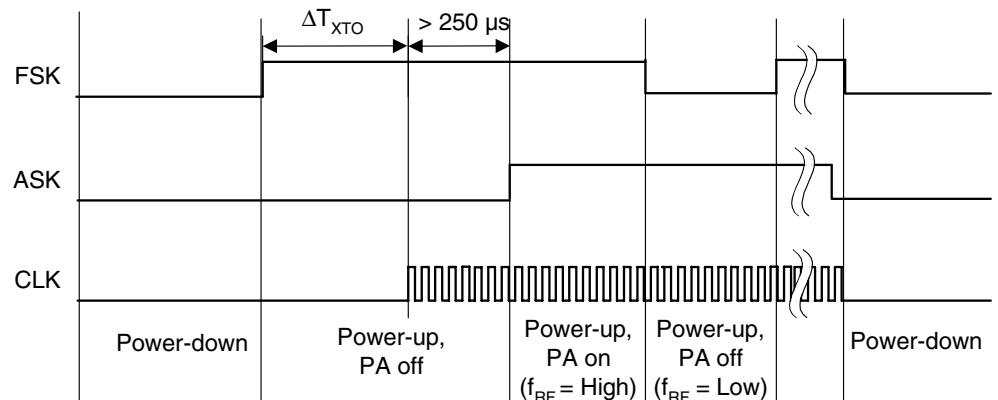 ΔT_XTO
> 250 µs
FSK
ASK
CLK
Power-down
Power-up,
PA off
Power-up,
PA on
(f_RF = High)
Power-up,
PA off
(f_RF = Low)
Power-down